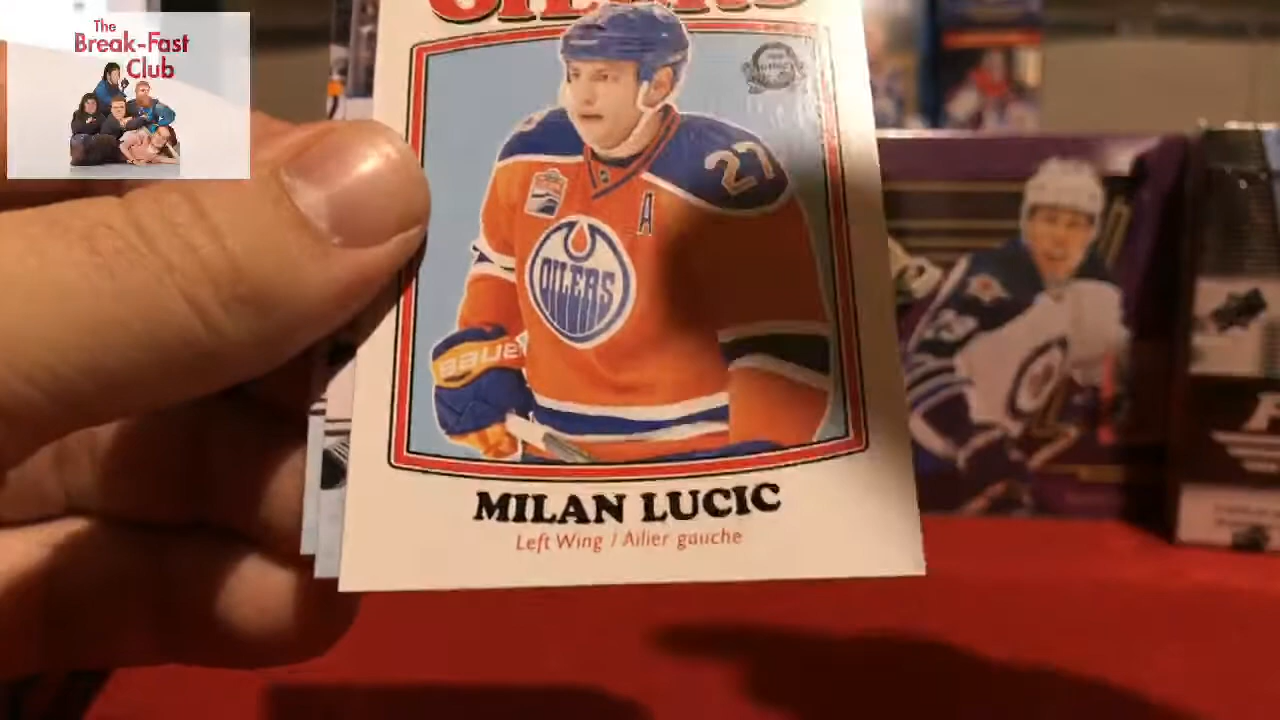 The
Break-Fast
Club
OILERS
27
A
OILERS
BAUER
MILAN LUCIC
Left Wing / Ailier gauche